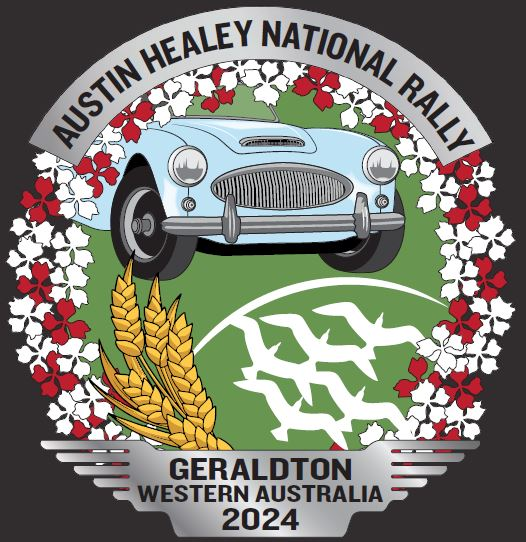 AUSTIN HEALEY NATIONAL RALLY
GERALDTON
WESTERN AUSTRALIA
2024